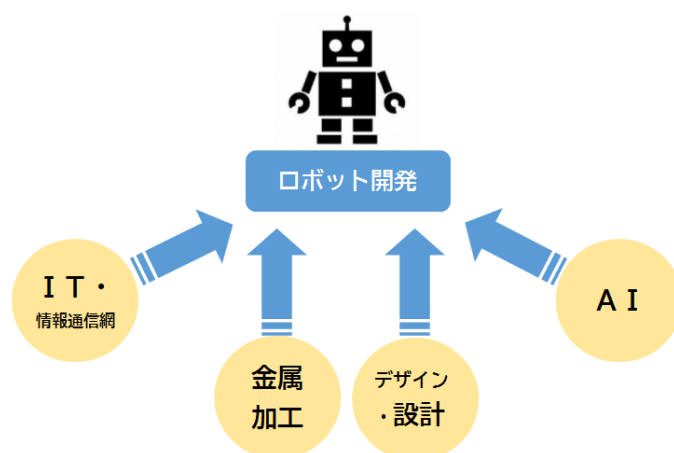 ロボット開発
ＩＴ・
情報通信網
金属
加工
デザイン
・設計
ＡＩ